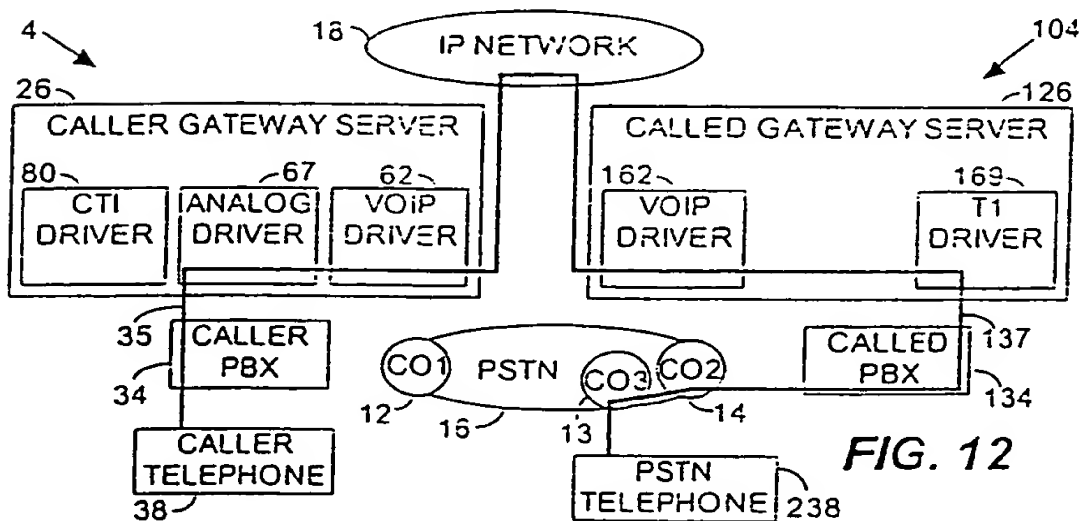 4
18
IP NETWORK
104
26
CALLER GATEWAY SERVER
126
CALLED GATEWAY SERVER
80
CTI
DRIVER
67
ANALOG
DRIVER
62
VOiP
DRIVER
162
VOIP
DRIVER
169
T1
DRIVER
35
CALLER
PBX
34
CO1
PSTN
CO3
CO2
CALLED
PBX
137
134
12
16
13
14
CALLER
TELEPHONE
38
PSTN
TELEPHONE
238
FIG. 12